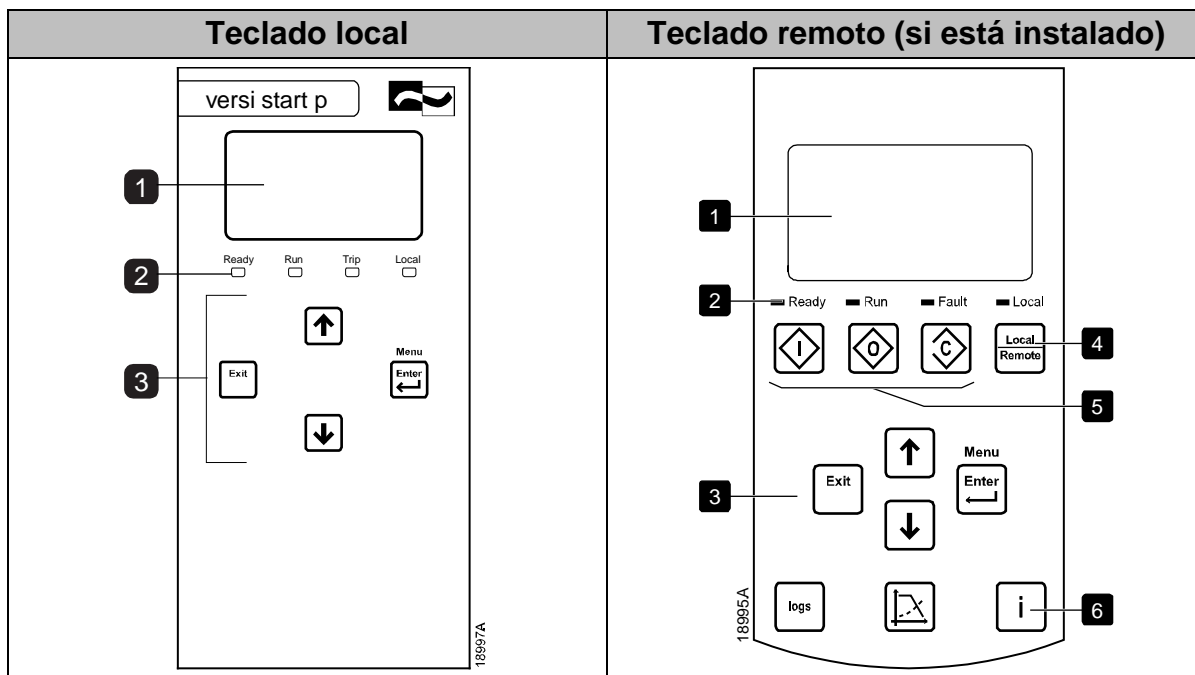 Teclado local
Teclado remoto (si está instalado)
versi start p
1
Ready Run Trip Local
2
Menu
Exit
Enter
3
18997A
1
2
Ready Run Fault Local
I O C
Local
Remote
4
5
Menu
Exit
Enter
3
logs
i
6
18995A